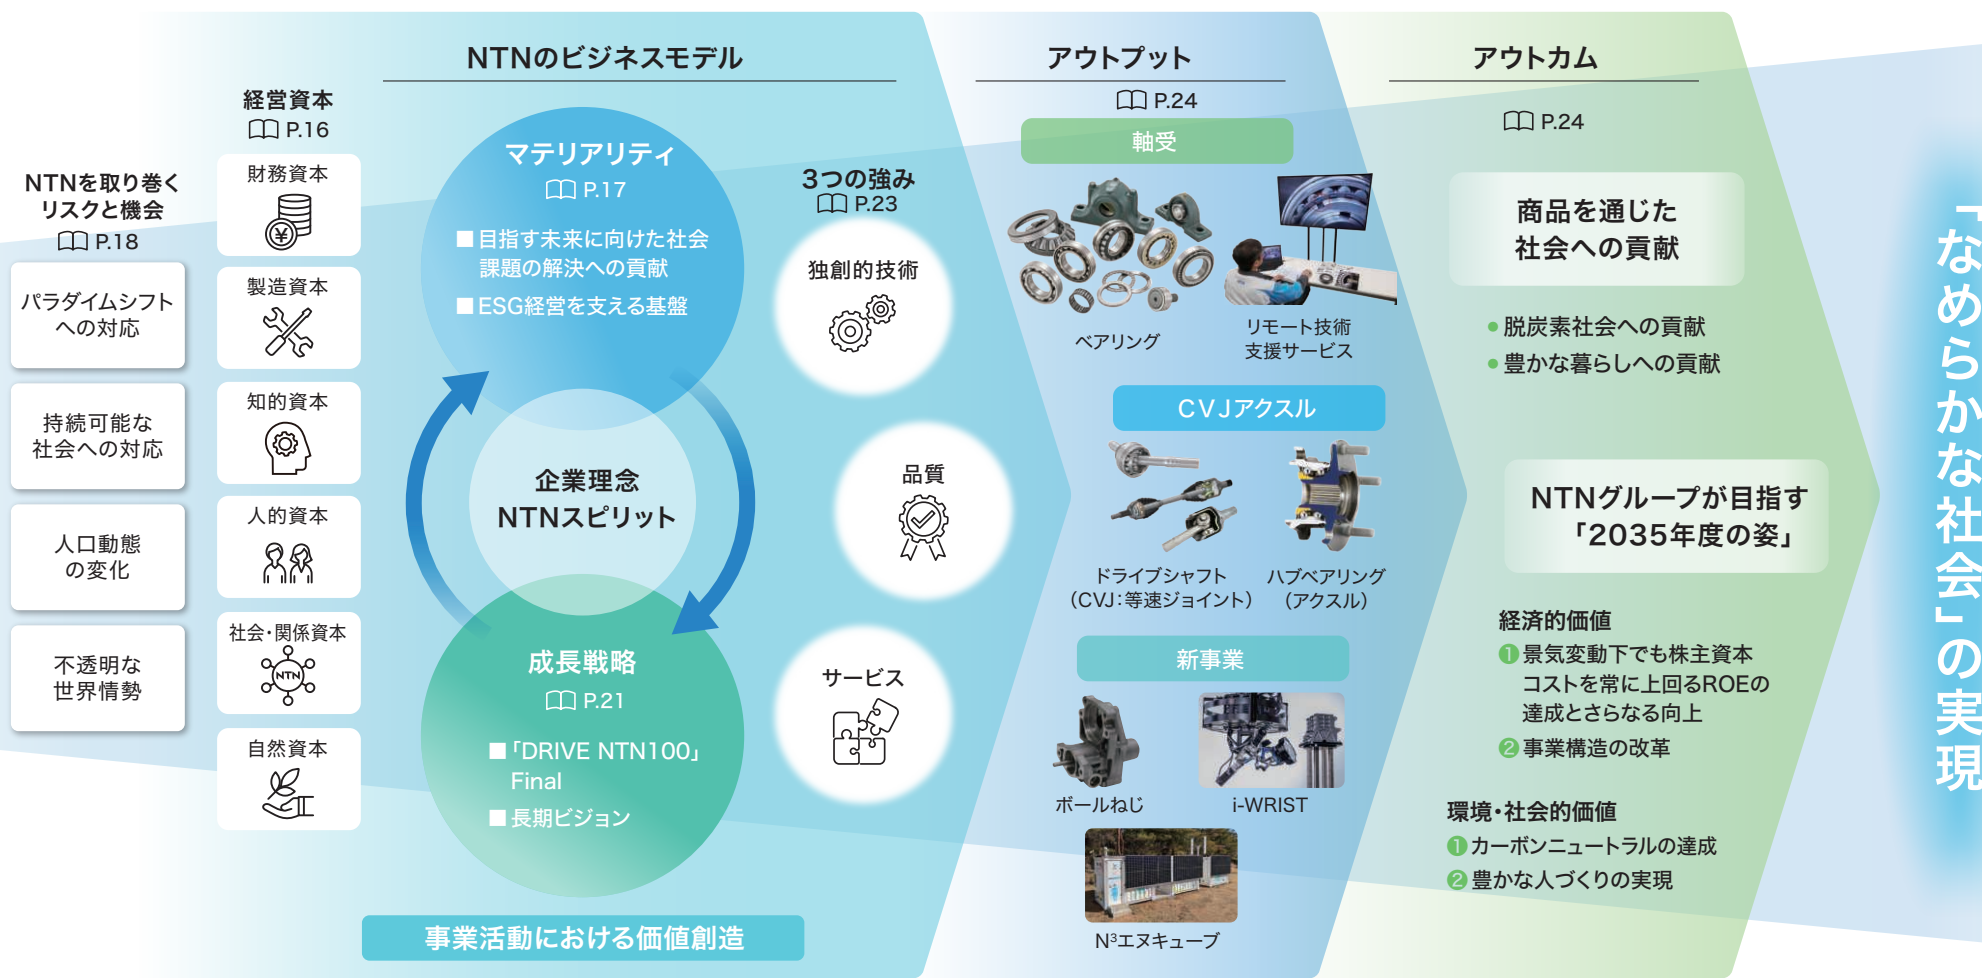 NTNを取り巻く
リスクと機会
P.18
パラダイムシフト
への対応
持続可能な
社会への対応
人口動態
の変化
不透明な
世界情勢
NTNのビジネスモデル
経営資本
P.16
財務資本
製造資本
知的資本
人的資本
社会・関係資本
NTN
自然資本
マテリアリティ
P.17
■目指す未来に向けた社会
課題の解決への貢献
■ESG経営を支える基盤
企業理念
NTNスピリット
成長戦略
P.21
■「DRIVE NTN100」
Final
■長期ビジョン
3つの強み
P.23
独創的技術
品質
サービス
事業活動における価値創造
アウトプット
P.24
軸受
ベアリング
リモート技術
支援サービス
CVJアクスル
ドライブシャフト
（CVJ：等速ジョイント）
ハブベアリング
（アクスル）
新事業
ボールねじ
i-WRIST
N³エヌキューブ
アウトカム
P.24
商品を通じた
社会への貢献
●脱炭素社会への貢献
●豊かな暮らしへの貢献
NTNグループが目指す
「2035年度の姿」
経済的価値
❶景気変動下でも株主資本
コストを常に上回るROEの
達成とさらなる向上
❷事業構造の改革
環境・社会的価値
❶カーボンニュートラルの達成
❷豊かな人づくりの実現
「なめらかな社会」の実現